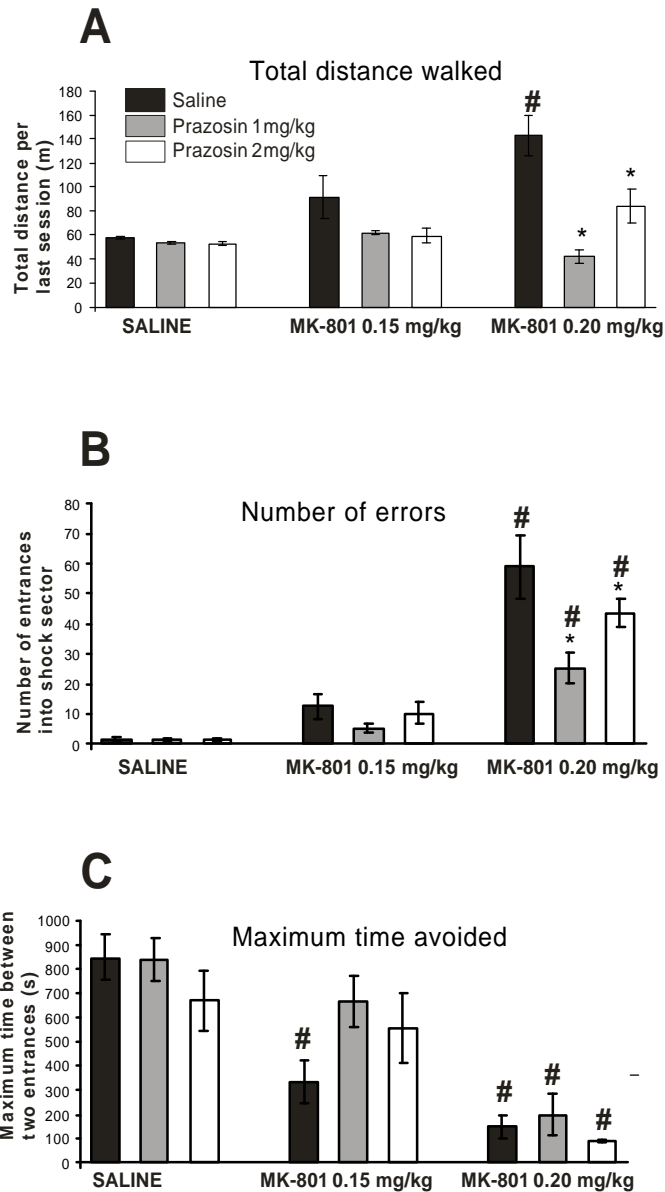 A
Total distance walked
Total distance per
last session (m)
180
160
140
120
100
80
60
40
20
0
Saline
Prazosin 1mg/kg
Prazosin 2mg/kg
#
*
*
SALINE
MK-801 0.15 mg/kg
MK-801 0.20 mg/kg
B
Number of errors
Number of entrances
into shock sector
80
70
60
50
40
30
20
10
0
#
#
*
#
*
SALINE
MK-801 0.15 mg/kg
MK-801 0.20 mg/kg
C
Maximum time avoided
Maximum time between
two entrances (s)
1000
900
800
700
600
500
400
300
200
100
0
#
#
#
#
SALINE
MK-801 0.15 mg/kg
MK-801 0.20 mg/kg